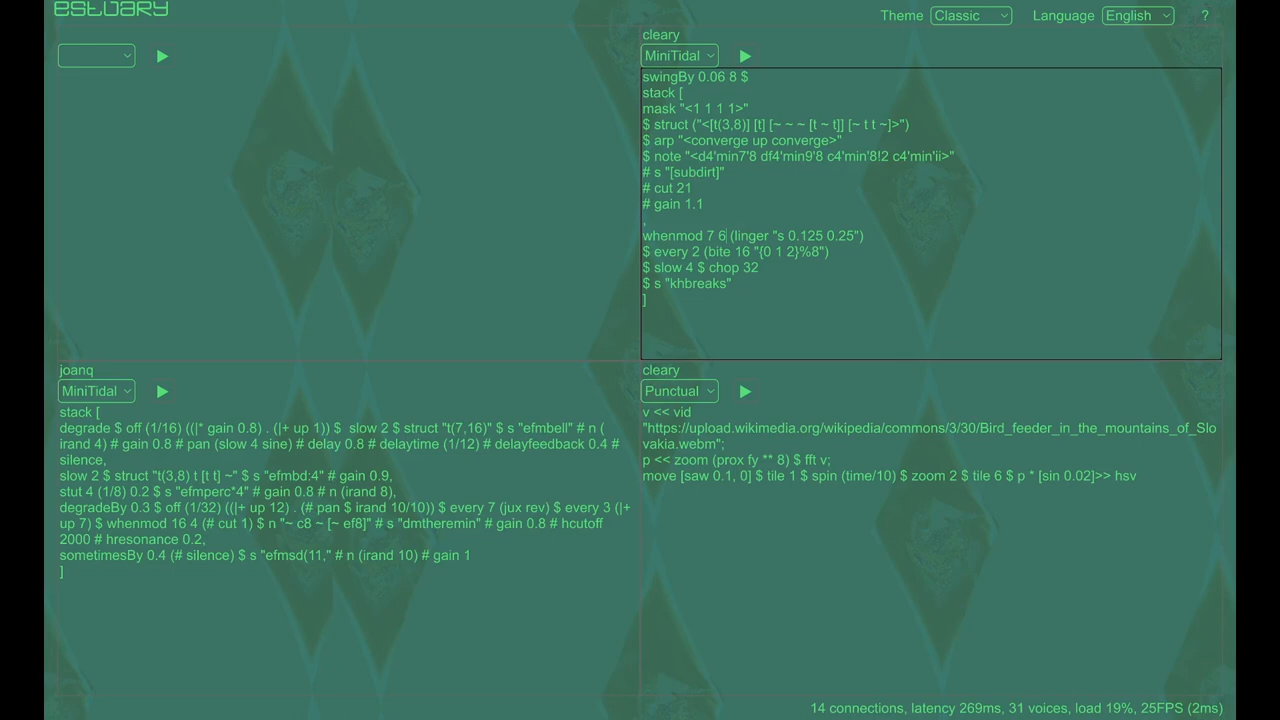 estuary
Theme Classic Language English ?
cleary
MiniTidal
swingBy 0.06 8 $
stack [
mask "<1 1 1 1>"
$ struct ("<[t(3,8)] [t] [~ ~ ~ [t ~ t]] [~ t t ~]>")
$ arp "<converge up converge>"
$ note "<d4'min7'8 df4'min9'8 c4'min'8!2 c4'min'ii>"
# s "[subdirt]"
# cut 21
# gain 1.1
,
whenmod 7 6 (linger "s 0.125 0.25")
$ every 2 (bite 16 "{0 1 2}%8")
$ slow 4 $ chop 32
$ s "khbreaks"
]
joanq
MiniTidal
stack [
degrade $ off (1/16) ((|* gain 0.8) . (|+ up 1)) $  slow 2 $ struct "t(7,16)" $ s "efmbell" # n (
irand 4) # gain 0.8 # pan (slow 4 sine) # delay 0.8 # delaytime (1/12) # delayfeedback 0.4 #
silence,
slow 2 $ struct "t(3,8) t [t t] ~" $ s "efmbd:4" # gain 0.9,
stut 4 (1/8) 0.2 $ s "efmperc*4" # gain 0.8 # n (irand 8),
degradeBy 0.3 $ off (1/32) (((|+ up 12) . (# pan $ irand 10/10)) $ every 7 (jux rev) $ every 3 (|+
up 7) $ whenmod 16 4 (# cut 1) $ n "~ c8 ~ [~ ef8]" # s "dmtheremin" # gain 0.8 # hcutoff
2000 # hresonance 0.2,
sometimesBy 0.4 (# silence) $ s "efmsd(11," # n (irand 10) # gain 1
]
cleary
Punctual
v << vid
"https://upload.wikimedia.org/wikipedia/commons/3/30/Bird_feeder_in_the_mountains_of_Slo
vakia.webm";
p << zoom (prox fy ** 8) $ fft v;
move [saw 0.1, 0] $ tile 1 $ spin (time/10) $ zoom 2 $ tile 6 $ p * [sin 0.02]>> hsv
14 connections, latency 269ms, 31 voices, load 19%, 25FPS (2ms)